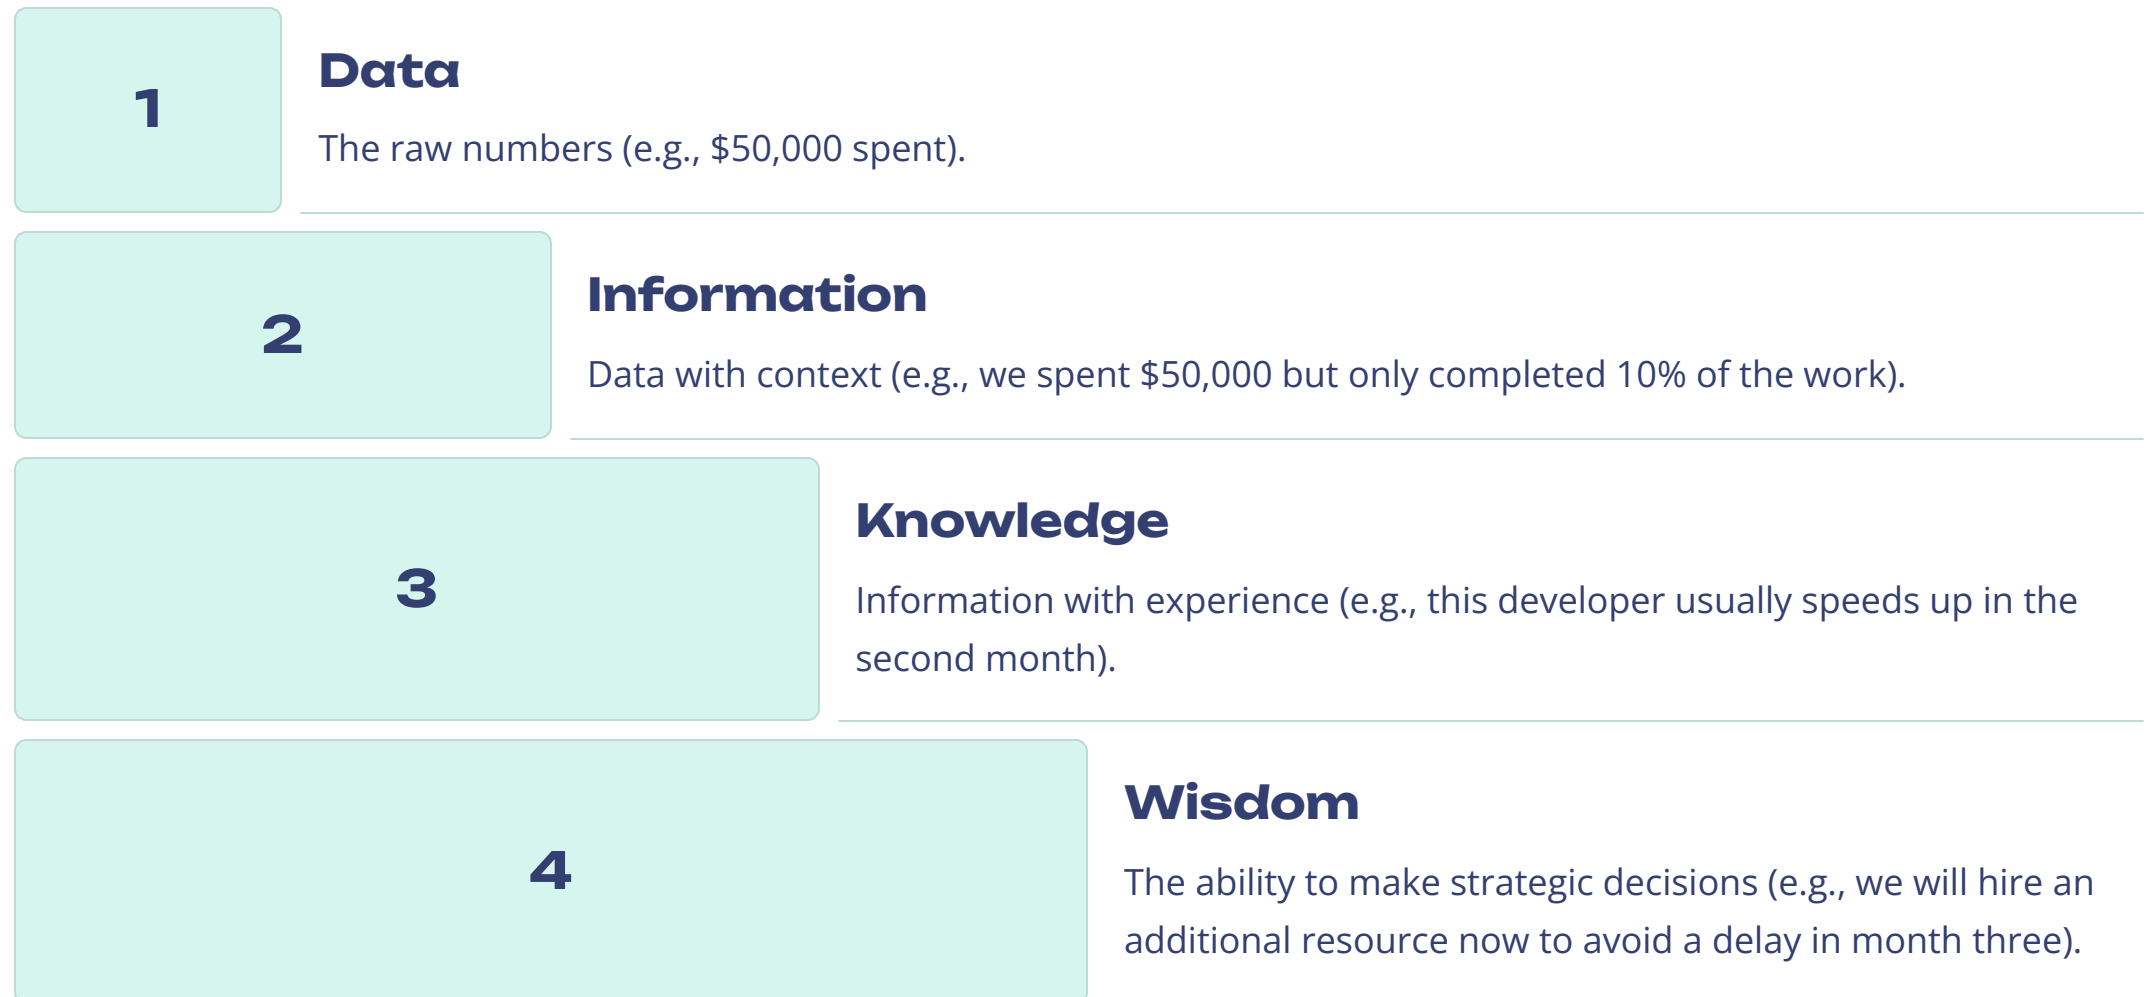 1
Data
The raw numbers (e.g., $50,000 spent).
2
Information
Data with context (e.g., we spent $50,000 but only completed 10% of the work).
3
Knowledge
Information with experience (e.g., this developer usually speeds up in the
second month).
4
Wisdom
The ability to make strategic decisions (e.g., we will hire an
additional resource now to avoid a delay in month three).